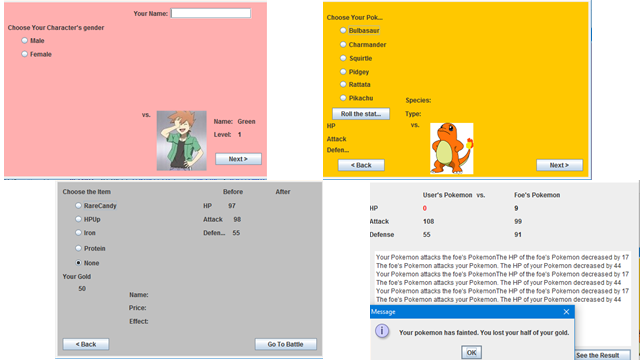 Your Name:
Choose Your Character's gender
Male
Female
vs.
Name: Green
Level: 1
Next >
Choose Your Pok...
Bulbasaur
Charmander
Squirtle
Pidgey
Rattata
Pikachu
Roll the stat...
Species:
Type:
HP
vs.
Attack
Defen...
< Back
Next >
Choose the Item Before After
RareCandy HP 97
HPUp Attack 98
Iron Defen... 55
Protein
None
Your Gold
50
Name:
Price:
Effect:
< Back
Go To Battle
User's Pokemon vs. Foe's Pokemon
HP 0 9
Attack 108 99
Defense 55 91
Your Pokemon attacks the foe's PokemonThe HP of the foe's Pokemon decreased by 17
The foe's Pokemon attacks your Pokemon. The HP of your Pokemon decreased by 44
Your Pokemon attacks the foe's PokemonThe HP of the foe's Pokemon decreased by 17
The foe's Pokemon attacks your Pokemon. The HP of your Pokemon decreased by 44
Your Pokemon attacks the foe's PokemonThe HP of the foe's Pokemon decreased by 17
The foe's Pokemon attacks your Pokemon. The HP of your Pokemon decreased by 44
Message
Your pokemon has fainted. You lost your half of your gold.
OK
See the Result